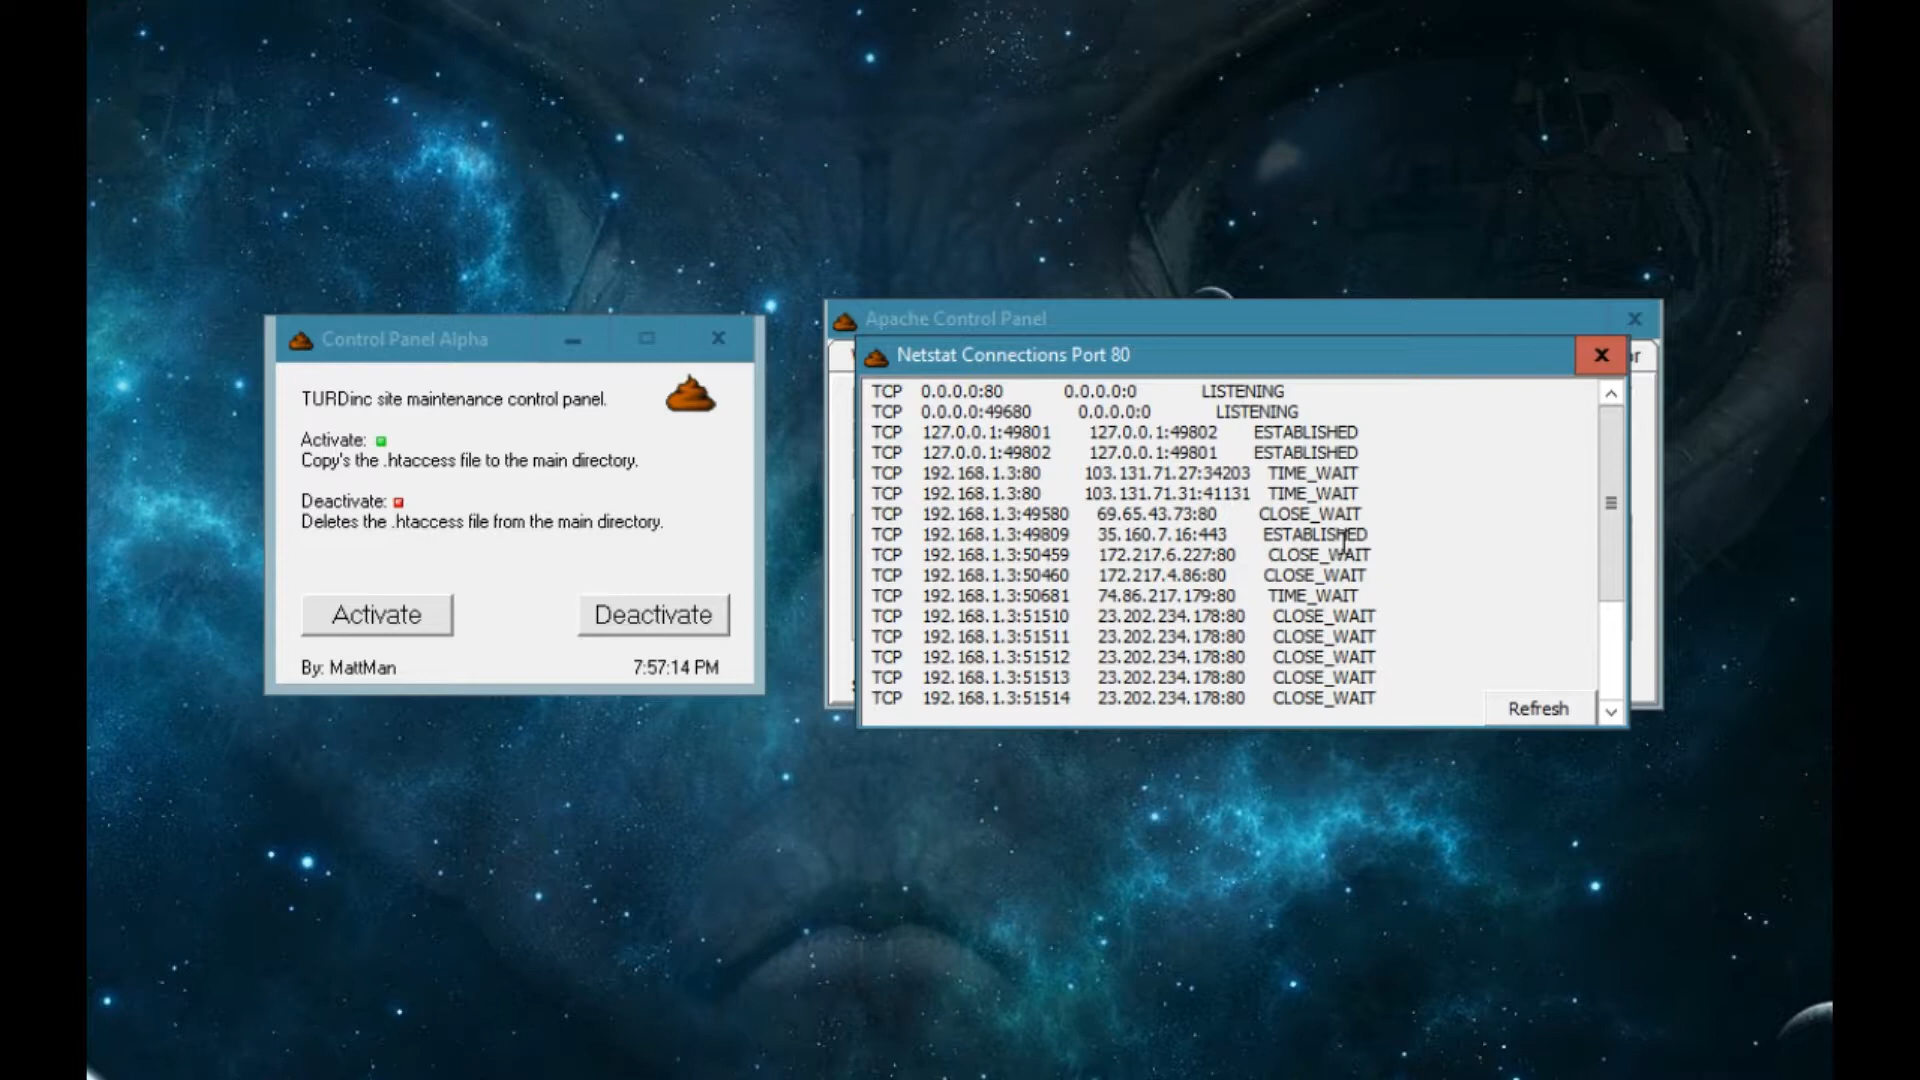 Control Panel Alpha
TURDinc site maintenance control panel.
Activate:
Copy's the .htaccess file to the main directory.
Deactivate:
Deletes the .htaccess file from the main directory.
Activate
Deactivate
By: MattMan
7:57:14 PM
Apache Control Panel
or
Netstat Connections Port 80
TCP 0.0.0.0:80 0.0.0.0:0 LISTENING
TCP 0.0.0.0:49680 0.0.0.0:0 LISTENING
TCP 127.0.0.1:49801 127.0.0.1:49802 ESTABLISHED
TCP 127.0.0.1:49802 127.0.0.1:49801 ESTABLISHED
TCP 192.168.1.3:80 103.131.71.27:34203 TIME_WAIT
TCP 192.168.1.3:80 103.131.71.31:41131 TIME_WAIT
TCP 192.168.1.3:49580 69.65.43.73:80 CLOSE_WAIT
TCP 192.168.1.3:49809 35.160.7.16:443 ESTABLISHED
TCP 192.168.1.3:50459 172.217.6.227:80 CLOSE_WAIT
TCP 192.168.1.3:50460 172.217.4.86:80 CLOSE_WAIT
TCP 192.168.1.3:50681 74.86.217.179:80 TIME_WAIT
TCP 192.168.1.3:51510 23.202.234.178:80 CLOSE_WAIT
TCP 192.168.1.3:51511 23.202.234.178:80 CLOSE_WAIT
TCP 192.168.1.3:51512 23.202.234.178:80 CLOSE_WAIT
TCP 192.168.1.3:51513 23.202.234.178:80 CLOSE_WAIT
TCP 192.168.1.3:51514 23.202.234.178:80 CLOSE_WAIT
Refresh